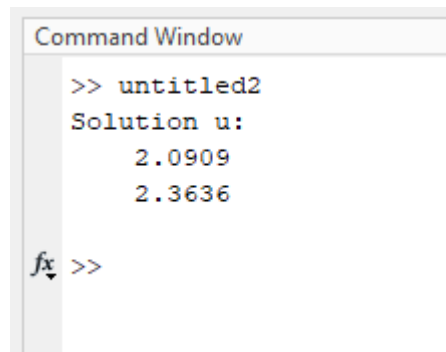 Command Window
>> untitled2
Solution u:
2.0909
2.3636
fx >>